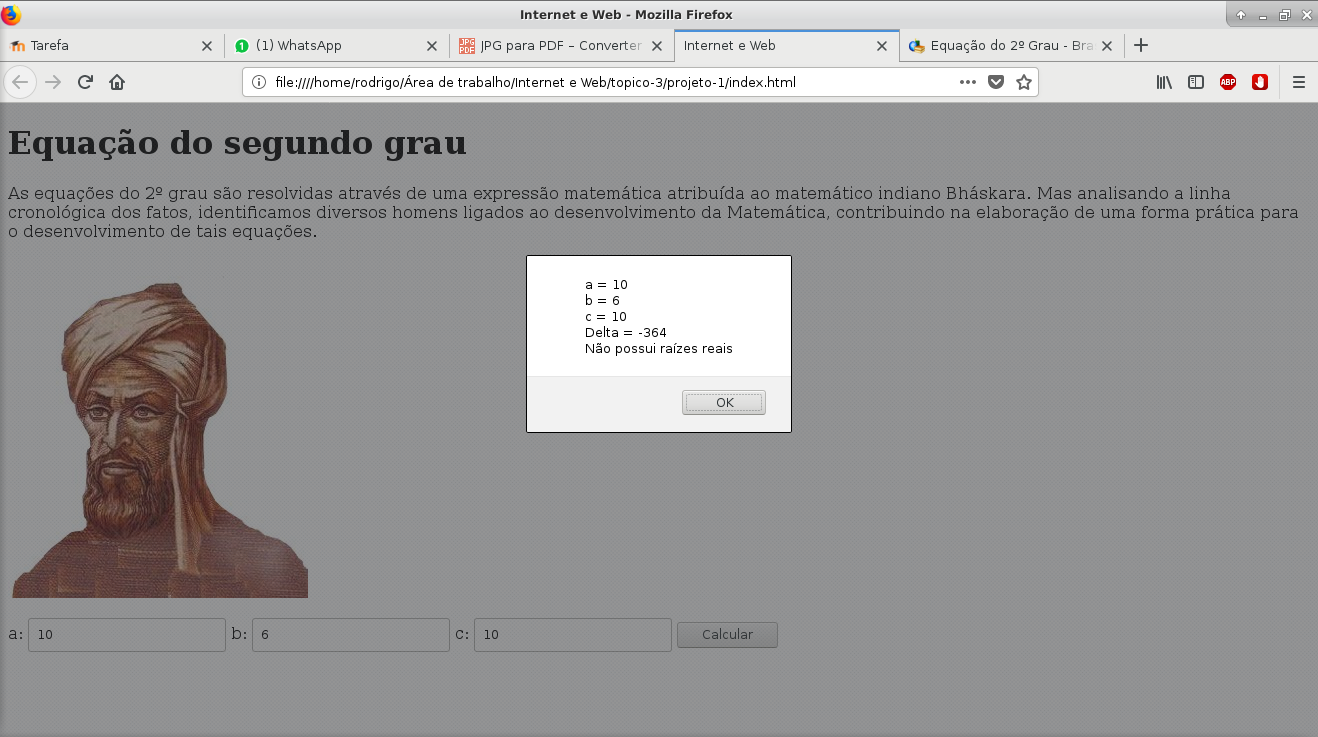 Internet e Web - Mozilla Firefox
Tarefa
(1) WhatsApp
JPG para PDF – Converter
Internet e Web
Equação do 2º Grau - Bra
file:////home/rodrigo/Área de trabalho/Internet e Web/topico-3/projeto-1/index.html
ABP
Equação do segundo grau
As equações do 2º grau são resolvidas através de uma expressão matemática atribuída ao matemático indiano Bháskara. Mas analisando a linha
cronológica dos fatos, identificamos diversos homens ligados ao desenvolvimento da Matemática, contribuindo na elaboração de uma forma prática para
o desenvolvimento de tais equações.
a = 10
b = 6
c = 10
Delta = -364
Não possui raízes reais
OK
a: 10 b: 6 c: 10 Calcular